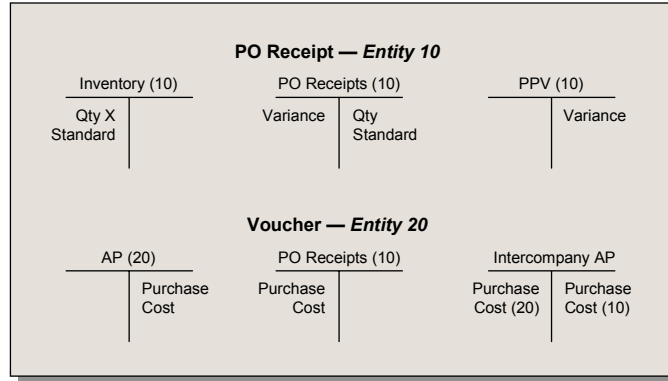 PO Receipt — Entity 10
Inventory (10)
PO Receipts (10)
PPV (10)
Qty X
Standard
Variance
Qty
Standard
Variance
Voucher — Entity 20
AP (20)
PO Receipts (10)
Intercompany AP
Purchase
Cost
Purchase
Cost
Purchase
Cost (20)
Purchase
Cost (10)